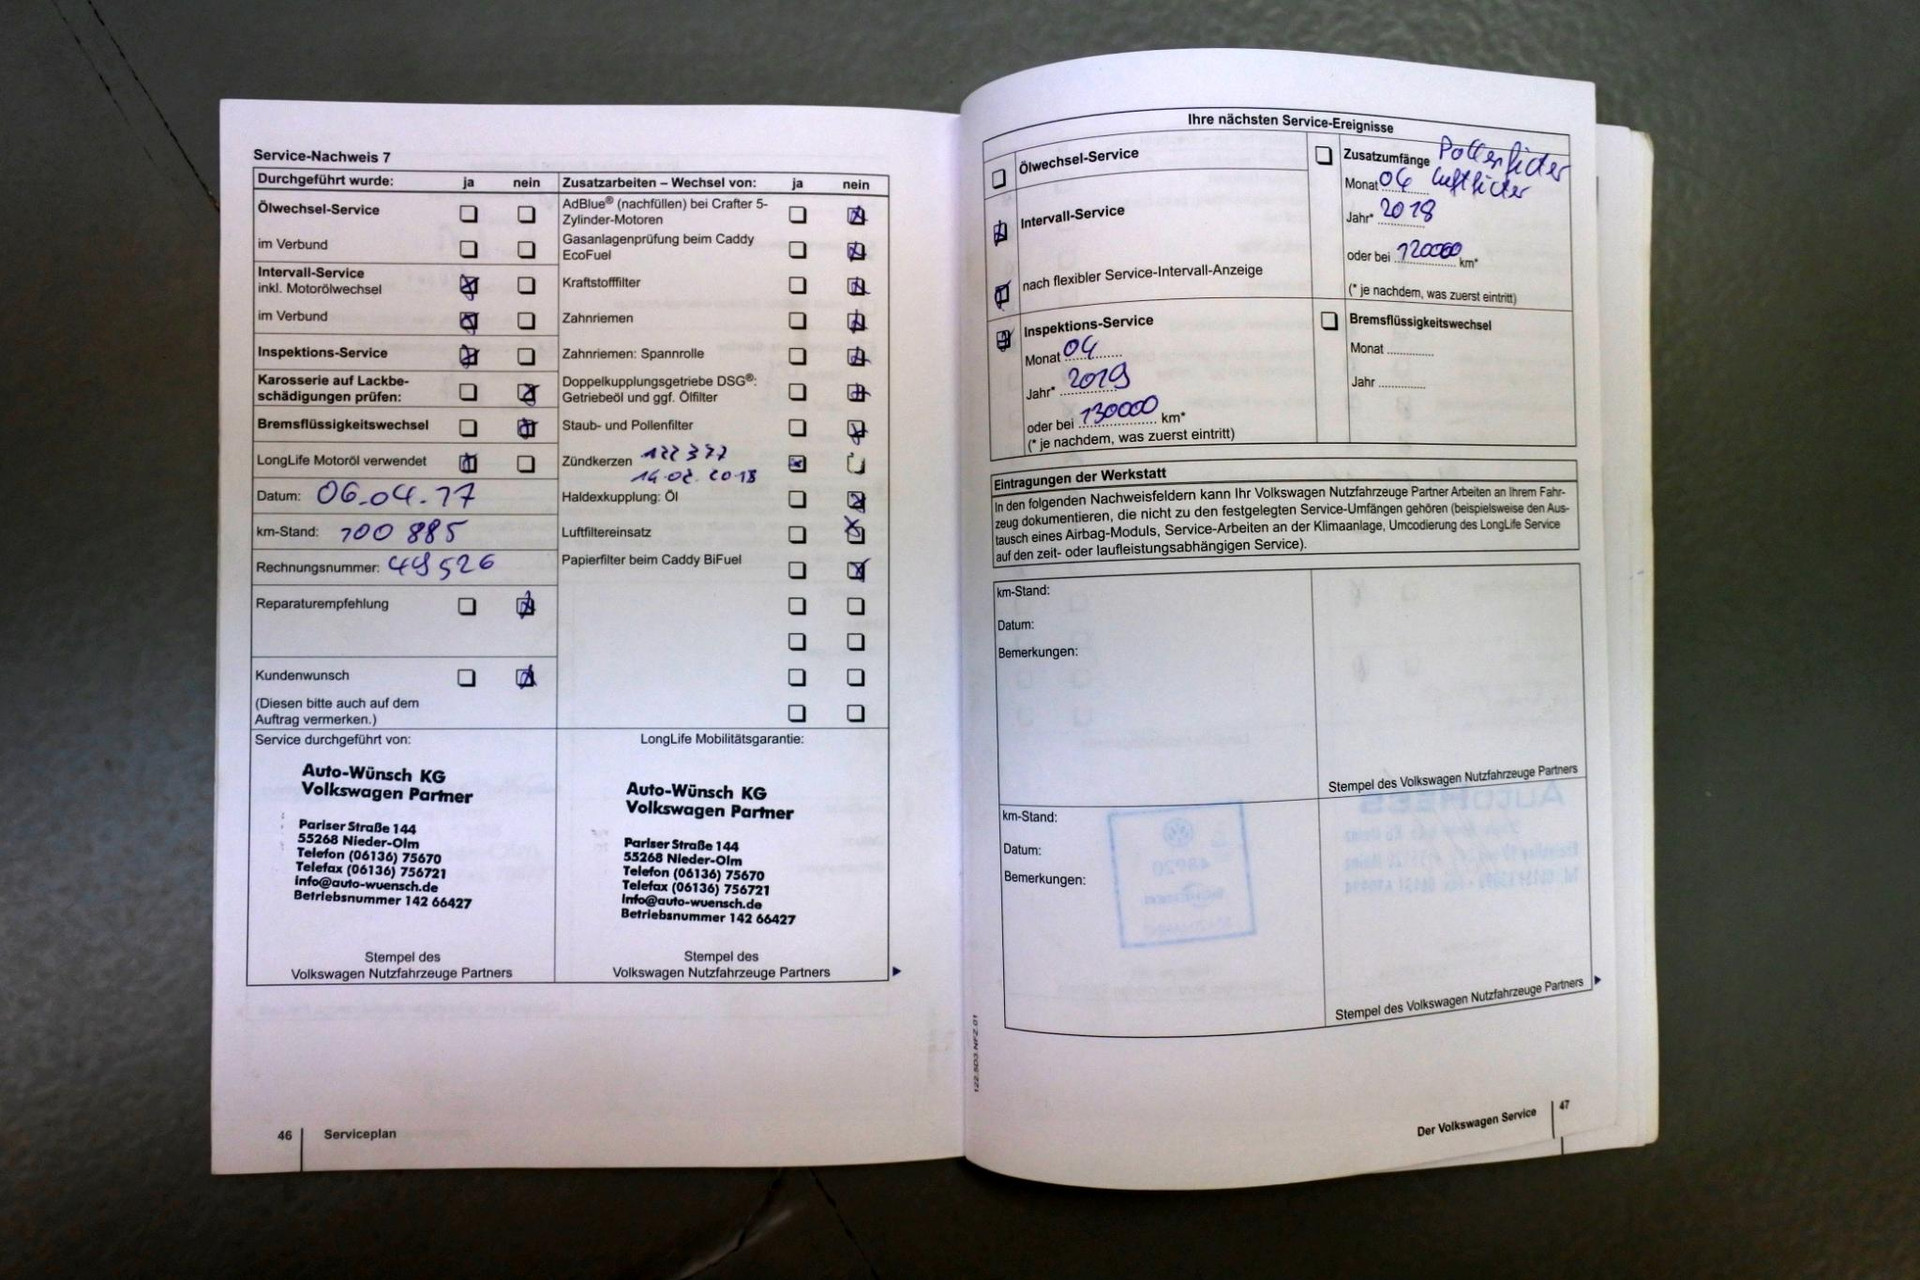 Service-Nachweis 7
Durchgeführt wurde: ja nein
Ölwechsel-Service
im Verbund
Intervall-Service
inkl. Motorölwechsel
im Verbund
Inspektions-Service
Karosserie auf Lackbe-
schädigungen prüfen:
Bremsflüssigkeitswechsel
LongLife Motoröl verwendet
Datum: 06.04.17
km-Stand: 100 885
Rechnungsnummer: 49526
Reparaturempfehlung
Kundenwunsch
(Diesen bitte auch auf dem
Auftrag vermerken.)
Zusatzarbeiten – Wechsel von: ja nein
AdBlue® (nachfüllen) bei Crafter 5-
Zylinder-Motoren
Gasanlagenprüfung beim Caddy
EcoFuel
Kraftstofffilter
Zahnriemen
Zahnriemen: Spannrolle
Doppelkupplungsgetriebe DSG®:
Getriebeöl und ggf. Ölfilter
Staub- und Pollenfilter
Zündkerzen 122 377
14.02.2018
Haldexkupplung: Öl
Luftfiltereinsatz
Papierfilter beim Caddy BiFuel
Service durchgeführt von:
Auto-Wünsch KG
Volkswagen Partner
Pariser Straße 144
55268 Nieder-Olm
Telefon (06136) 75670
Telefax (06136) 756721
Info@auto-wuensch.de
Betriebsnummer 142 66427
Stempel des
Volkswagen Nutzfahrzeuge Partners
LongLife Mobilitätsgarantie:
Auto-Wünsch KG
Volkswagen Partner
Pariser Straße 144
55268 Nieder-Olm
Telefon (06136) 75670
Telefax (06136) 756721
Info@auto-wuensch.de
Betriebsnummer 142 66427
Stempel des
Volkswagen Nutzfahrzeuge Partners
46 Serviceplan
Ihre nächsten Service-Ereignisse
Ölwechsel-Service
Intervall-Service
nach flexibler Service-Intervall-Anzeige
Inspektions-Service
Monat 04
Jahr* 2019
oder bei 130000 km*
(* je nachdem, was zuerst eintritt)
Zusatzumfänge Pollenfilter
Monat 04 Luftfilter
Jahr* 2018
oder bei 120000 km*
(* je nachdem, was zuerst eintritt)
Bremsflüssigkeitswechsel
Monat
Jahr
Eintragungen der Werkstatt
In den folgenden Nachweisfeldern kann Ihr Volkswagen Nutzfahrzeuge Partner Arbeiten an Ihrem Fahr-
zeug dokumentieren, die nicht zu den festgelegten Service-Umfängen gehören (beispielsweise den Aus-
tausch eines Airbag-Moduls, Service-Arbeiten an der Klimaanlage, Umcodierung des LongLife Service
auf den zeit- oder laufleistungsabhängigen Service).
km-Stand:
Datum:
Bemerkungen:
Stempel des Volkswagen Nutzfahrzeuge Partners
km-Stand:
Datum:
Bemerkungen:
Stempel des Volkswagen Nutzfahrzeuge Partners
122.5D3.NFZ.01
Der Volkswagen Service 47